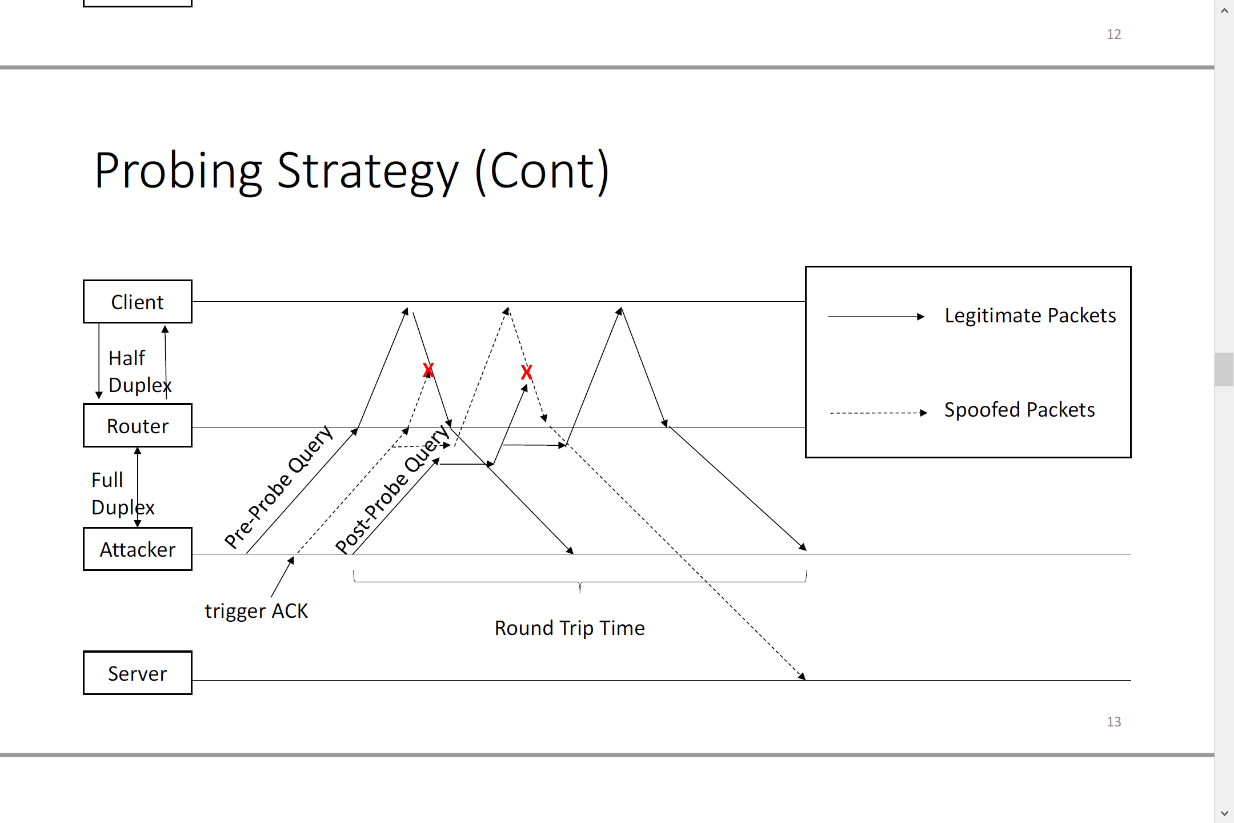 12
Probing Strategy (Cont)
Client
Legitimate Packets
Half
Duplex
X
X
Spoofed Packets
Router
Pre-Probe Query
Post-Probe Query
Full
Duplex
Attacker
trigger ACK
Round Trip Time
Server
13